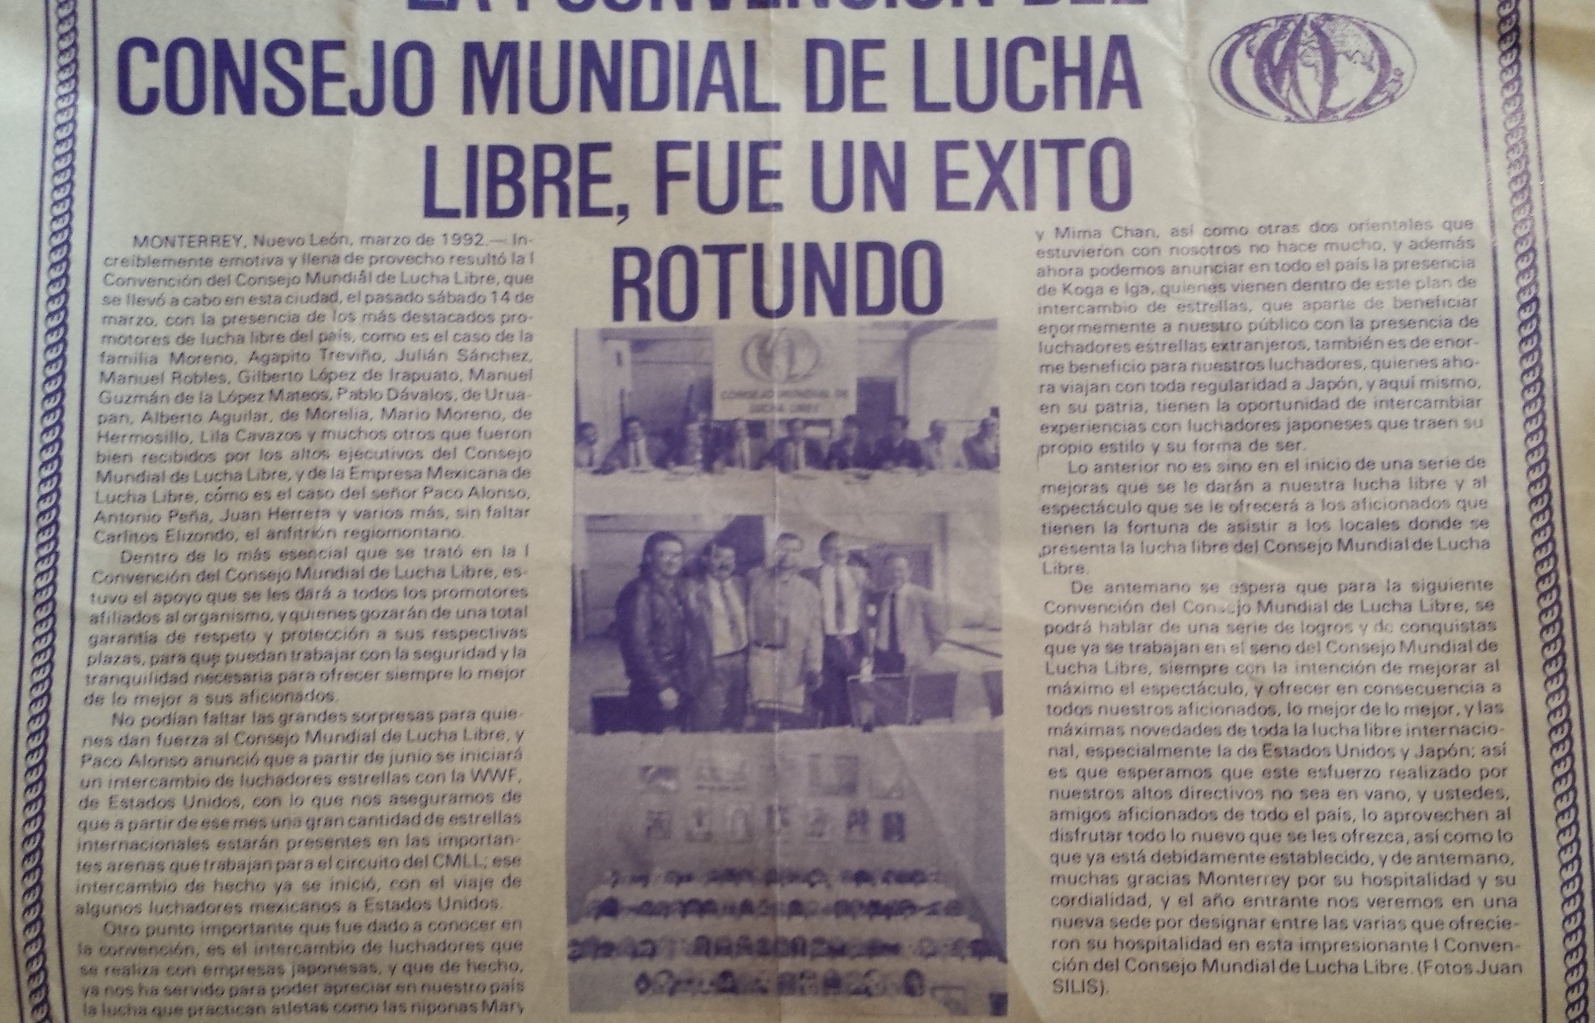 LA I CONVENCION DEL
CONSEJO MUNDIAL DE LUCHA
LIBRE, FUE UN EXITO
ROTUNDO
MONTERREY, Nuevo León, marzo de 1992.— In-
creíblemente emotiva y llena de provecho resultó la I
Convención del Consejo Mundial de Lucha Libre, que
se llevó a cabo en esta ciudad, el pasado sábado 14 de
marzo, con la presencia de los más destacados pro-
motores de lucha libre del país, como es el caso de la
familia Moreno, Agapito Treviño, Julián Sánchez,
Manuel Robles, Gilberto López de Irapuato, Manuel
Guzmán de la López Mateos, Pablo Dávalos, de Urua-
pan, Alberto Aguilar, de Morelia, Mario Moreno, de
Hermosillo, Lila Cavazos y muchos otros que fueron
bien recibidos por los altos ejecutivos del Consejo
Mundial de Lucha Libre, y de la Empresa Mexicana de
Lucha Libre, cómo es el caso del señor Paco Alonso,
Antonio Peña, Juan Herrera y varios más, sin faltar
Carlitos Elizondo, el anfitrión regiomontano.
Dentro de lo más esencial que se trató en la I
Convención del Consejo Mundial de Lucha Libre, es-
tuvo el apoyo que se les dará a todos los promotores
afiliados al organismo, y quienes gozarán de una total
garantía de respeto y protección a sus respectivas
plazas, para que puedan trabajar con la seguridad y la
tranquilidad necesaria para ofrecer siempre lo mejor
de lo mejor a sus aficionados.
No podían faltar las grandes sorpresas para quie-
nes dan fuerza al Consejo Mundial de Lucha Libre, y
Paco Alonso anunció que a partir de junio se iniciará
un intercambio de luchadores estrellas con la WWF,
de Estados Unidos, con lo que nos aseguramos de
que a partir de ese mes una gran cantidad de estrellas
internacionales estarán presentes en las importan-
tes arenas que trabajan para el circuito del CMLL; ese
intercambio de hecho ya se inició, con el viaje de
algunos luchadores mexicanos a Estados Unidos.
Otro punto importante que fue dado a conocer en
la convención, es el intercambio de luchadores que
se realiza con empresas japonesas, y que de hecho,
ya nos ha servido para poder apreciar en nuestro país
la lucha que practican atletas como las niponas Mary
CONSEJO MUNDIAL DE
LUCHA LIBRE
y Mima Chan, así como otras dos orientales que
estuvieron con nosotros no hace mucho, y además
ahora podemos anunciar en todo el país la presencia
de Koga e Iga, quienes vienen dentro de este plan de
intercambio de estrellas, que aparte de beneficiar
enormemente a nuestro público con la presencia de
luchadores estrellas extranjeros, también es de enor-
me beneficio para nuestros luchadores, quienes aho-
ra viajan con toda regularidad a Japón, y aquí mismo,
en su patria, tienen la oportunidad de intercambiar
experiencias con luchadores japoneses que traen su
propio estilo y su forma de ser.
Lo anterior no es sino en el inicio de una serie de
mejoras que se le darán a nuestra lucha libre y al
espectáculo que se le ofrecerá a los aficionados que
tienen la fortuna de asistir a los locales donde se
presenta la lucha libre del Consejo Mundial de Lucha
Libre.
De antemano se espera que para la siguiente
Convención del Consejo Mundial de Lucha Libre, se
podrá hablar de una serie de logros y de conquistas
que ya se trabajan en el seno del Consejo Mundial de
Lucha Libre, siempre con la intención de mejorar al
máximo el espectáculo, y ofrecer en consecuencia a
todos nuestros aficionados, lo mejor de lo mejor, y las
máximas novedades de toda la lucha libre internacio-
nal, especialmente la de Estados Unidos y Japón; así
es que esperamos que este esfuerzo realizado por
nuestros altos directivos no sea en vano, y ustedes,
amigos aficionados de todo el país, lo aprovechen al
disfrutar todo lo nuevo que se les ofrezca, así como lo
que ya está debidamente establecido, y de antemano,
muchas gracias Monterrey por su hospitalidad y su
cordialidad, y el año entrante nos veremos en una
nueva sede por designar entre las varias que ofrecie-
ron su hospitalidad en esta impresionante I Conven-
ción del Consejo Mundial de Lucha Libre. (Fotos Juan
SILIS).